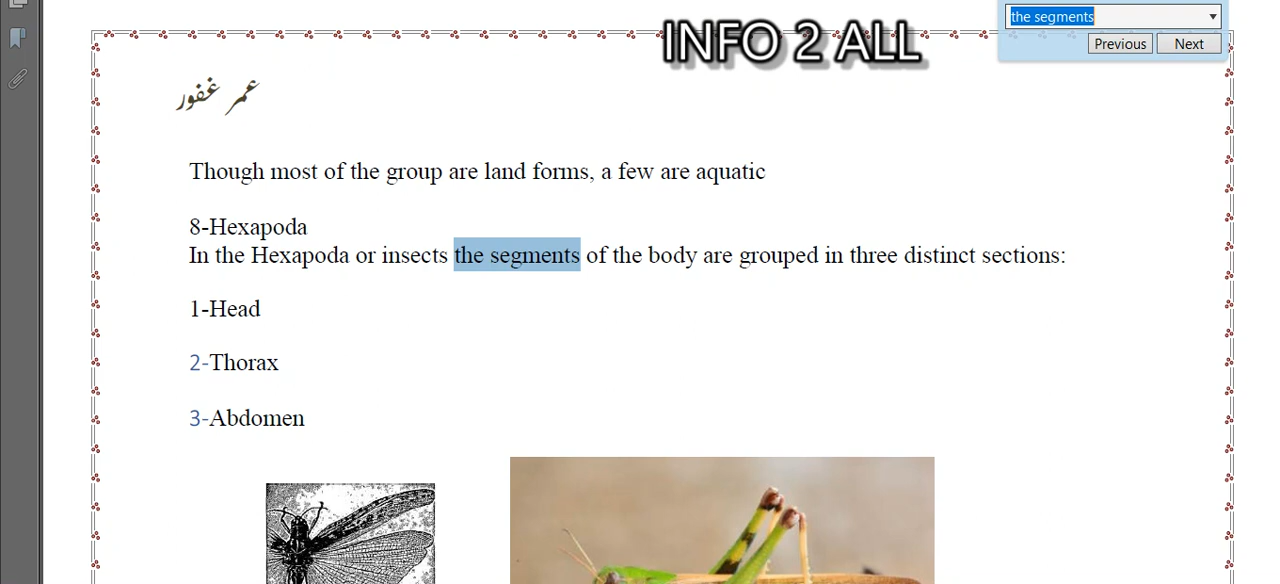 the segments
INFO 2 ALL
Previous Next
عمر غفور
Though most of the group are land forms, a few are aquatic
8-Hexapoda
In the Hexapoda or insects the segments of the body are grouped in three distinct sections:
1-Head
2-Thorax
3-Abdomen